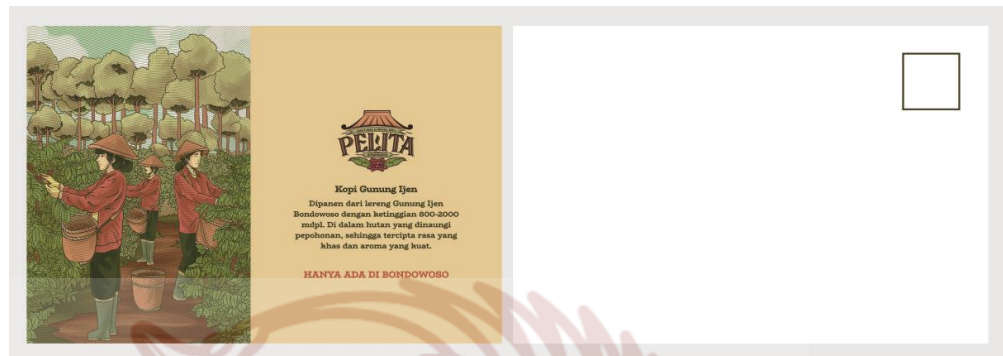 PELITA
Kopi Gunung Ijen
Dipanen dari lereng Gunung Ijen
Bondowoso dengan ketinggian 800-2000
mdpl. Di dalam hutan yang dinaungi
pepohonan, sehingga tercipta rasa yang
khas dan aroma yang kuat.
HANYA ADA DI BONDOWOSO